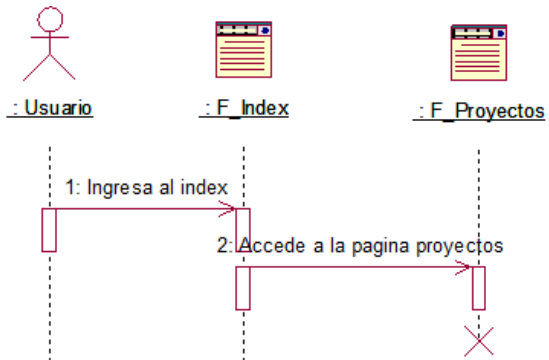 : Usuario
: F_Index
: F_Proyectos
1: Ingresa al index
2: Accede a la pagina proyectos